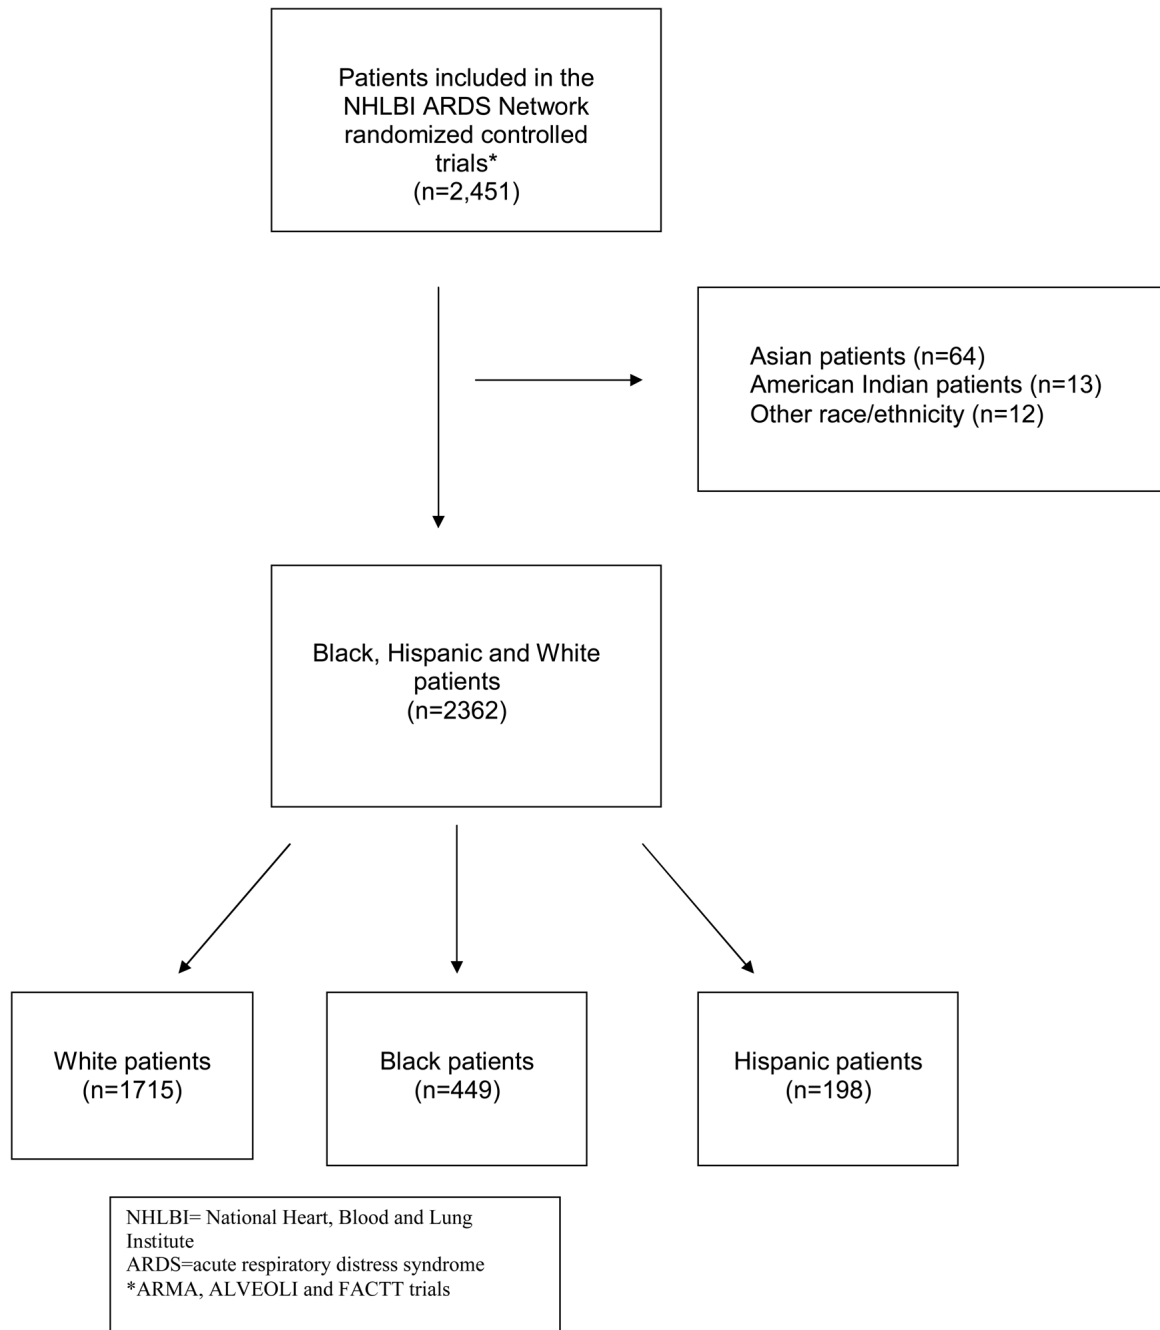 Patients included in the
NHLBI ARDS Network
randomized controlled
trials*
(n=2,451)
Asian patients (n=64)
American Indian patients (n=13)
Other race/ethnicity (n=12)
Black, Hispanic and White
patients
(n=2362)
White patients
(n=1715)
Black patients
(n=449)
Hispanic patients
(n=198)
NHLBI= National Heart, Blood and Lung
Institute
ARDS=acute respiratory distress syndrome
*ARMA, ALVEOLI and FACTT trials